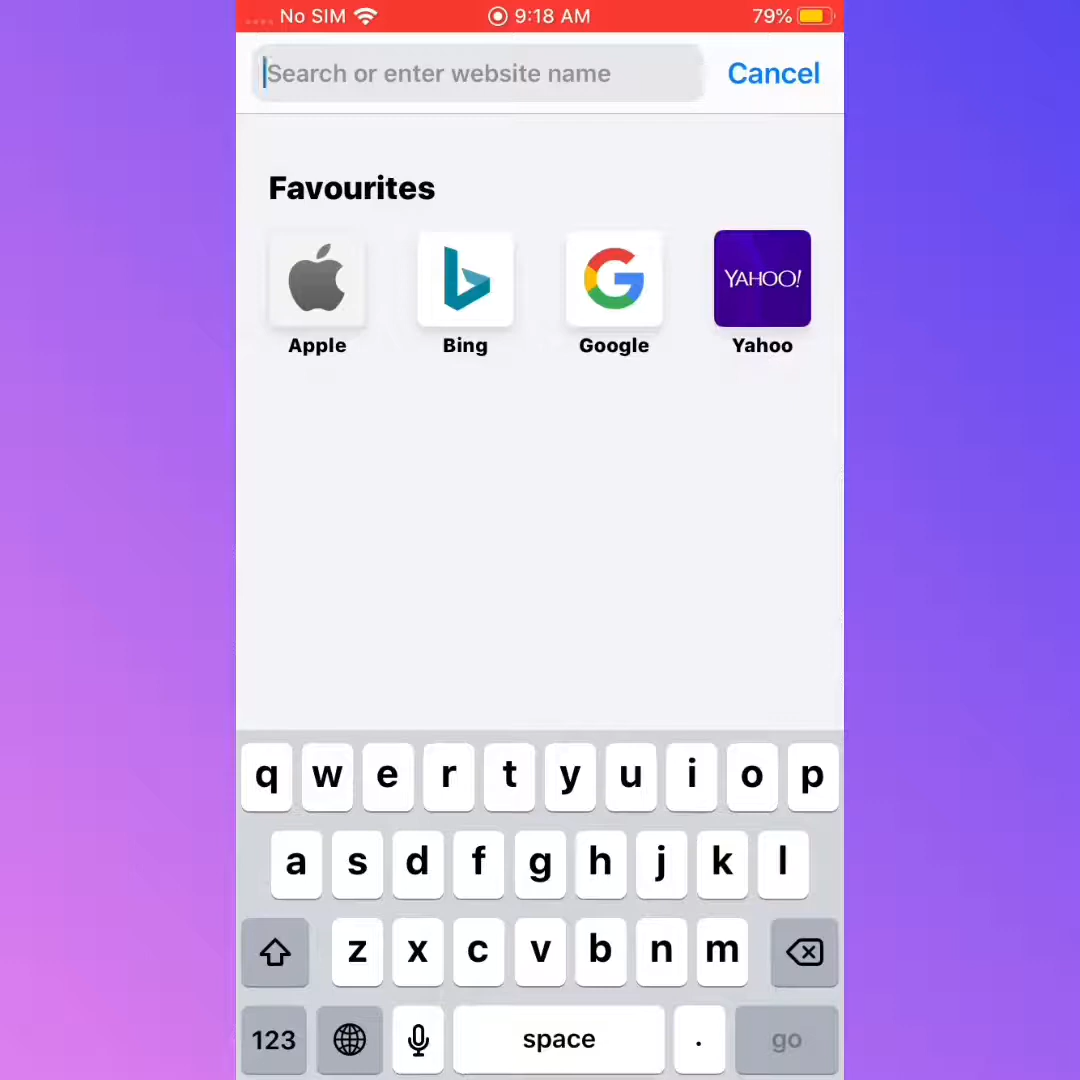 No SIM 9:18 AM 79%
Search or enter website name Cancel
Favourites
YAHOO!
Apple Bing Google Yahoo
q w e r t y u i o p
a s d f g h j k l
z x c v b n m
123 space . go